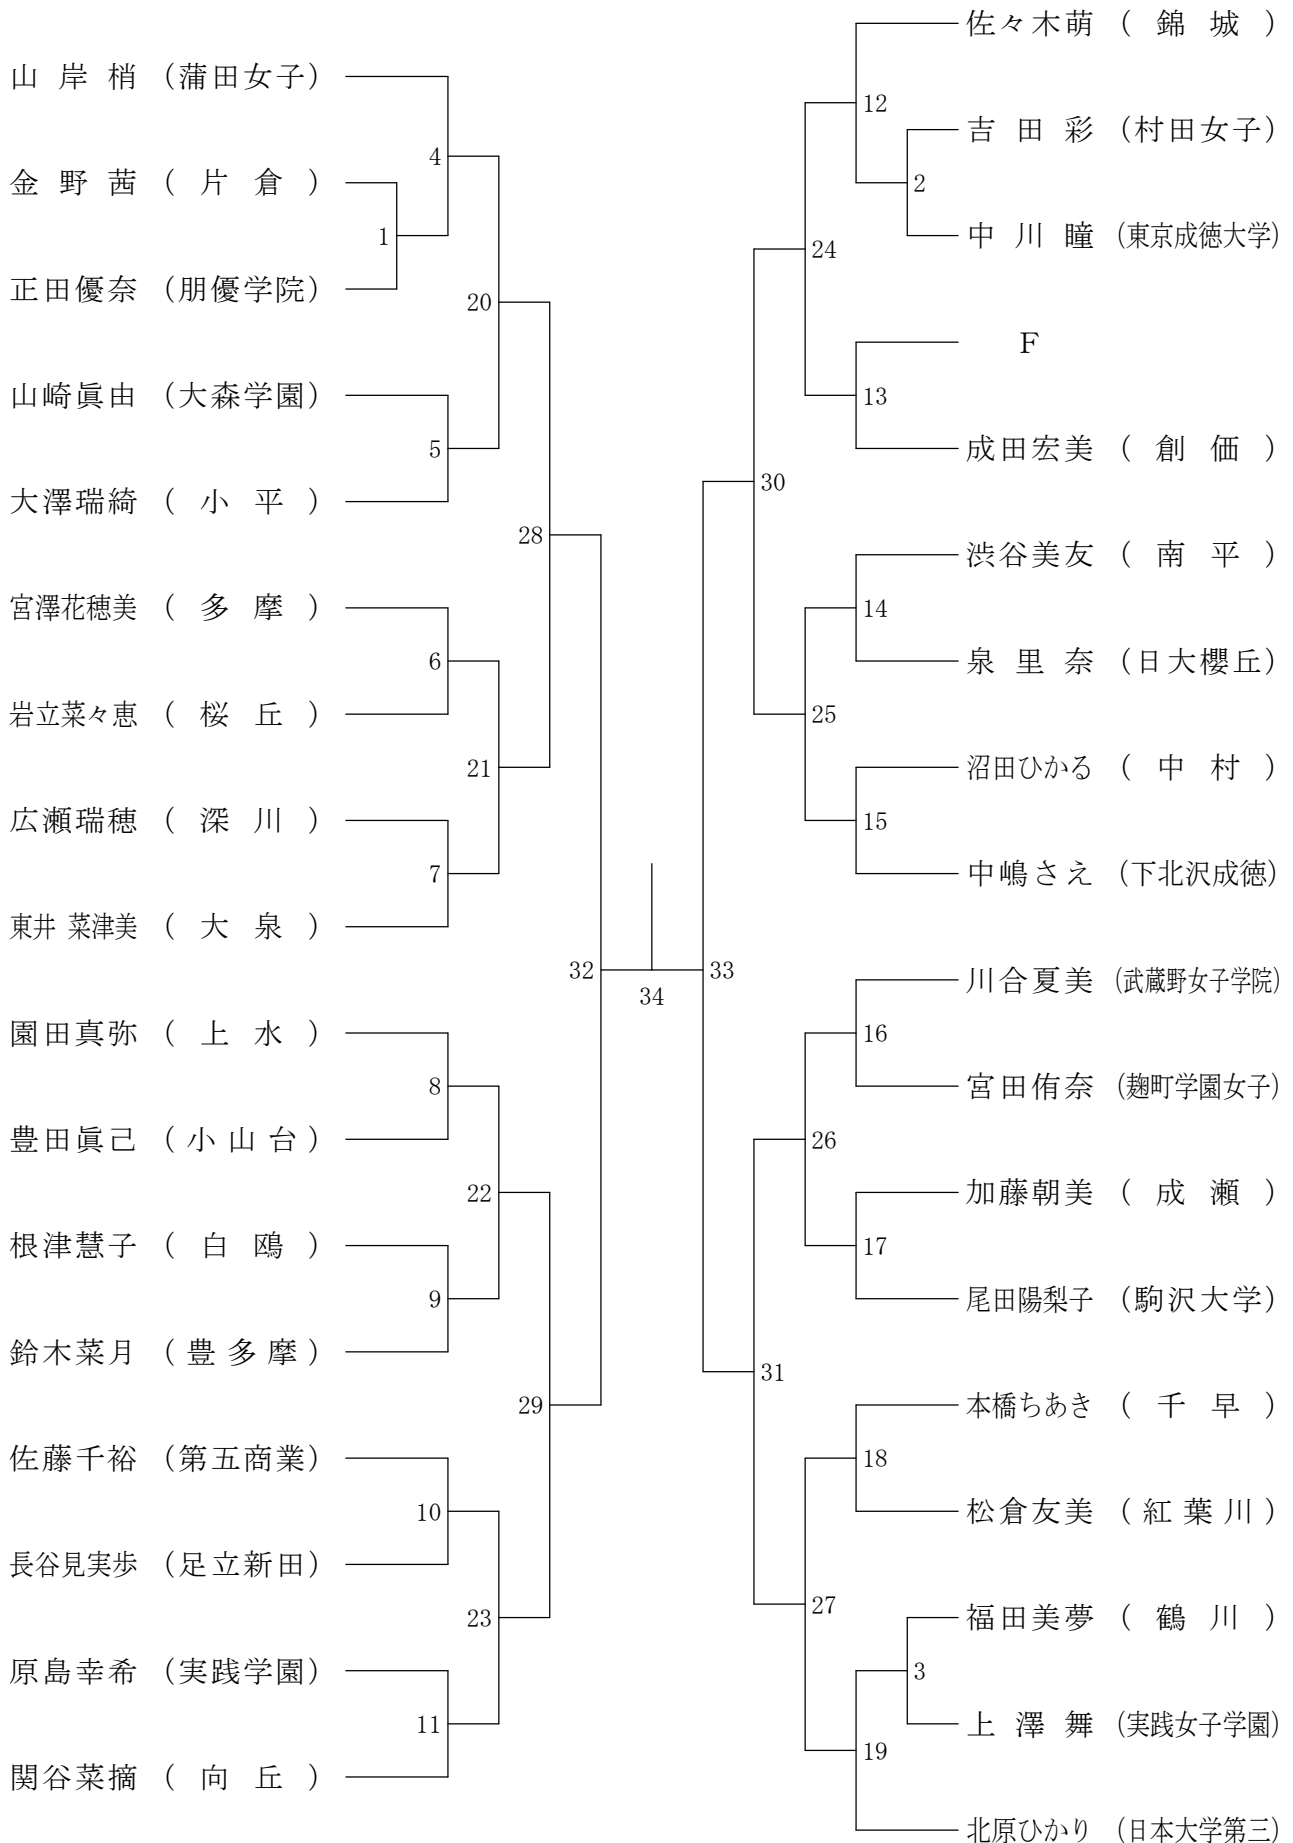 山岸梢 (蒲田女子)
金野茜 (片倉)
正田優奈 (朋優学院)
山崎眞由 (大森学園)
大澤瑞綺 (小平)
宮澤花穂美 (多摩)
岩立菜々恵 (桜丘)
広瀬瑞穂 (深川)
東井 菜津美 (大泉)
園田真弥 (上水)
豊田眞己 (小山台)
根津慧子 (白鴎)
鈴木菜月 (豊多摩)
佐藤千裕 (第五商業)
長谷見実歩 (足立新田)
原島幸希 (実践学園)
関谷菜摘 (向丘)
1
4
5
6
7
8
9
10
11
20
21
22
23
28
29
32
34
33
30
31
24
25
26
27
12
13
14
15
16
17
18
19
2
3
佐々木萌 (錦城)
吉田彩 (村田女子)
中川瞳 (東京成徳大学)
F
成田宏美 (創価)
渋谷美友 (南平)
泉里奈 (日大櫻丘)
沼田ひかる (中村)
中嶋さえ (下北沢成徳)
川合夏美 (武蔵野女子学院)
宮田侑奈 (麹町学園女子)
加藤朝美 (成瀬)
尾田陽梨子 (駒沢大学)
本橋ちあき (千早)
松倉友美 (紅葉川)
福田美夢 (鶴川)
上澤舞 (実践女子学園)
北原ひかり (日本大学第三)